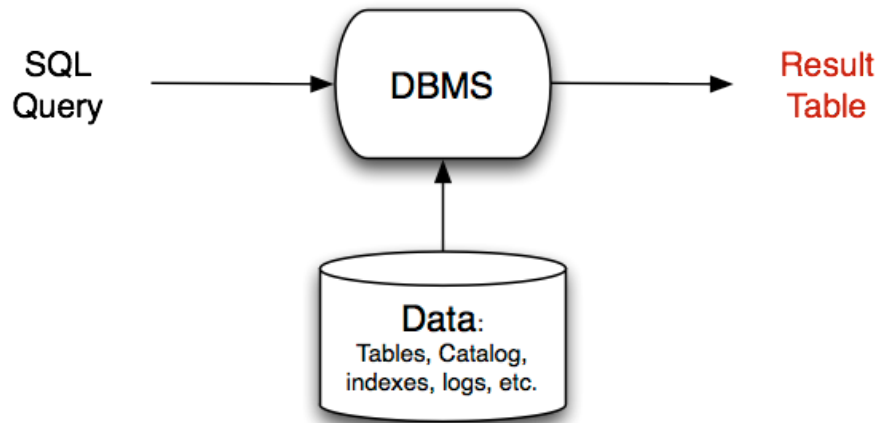 SQL
Query
DBMS
Result
Table
Data:
Tables, Catalog,
indexes, logs, etc.